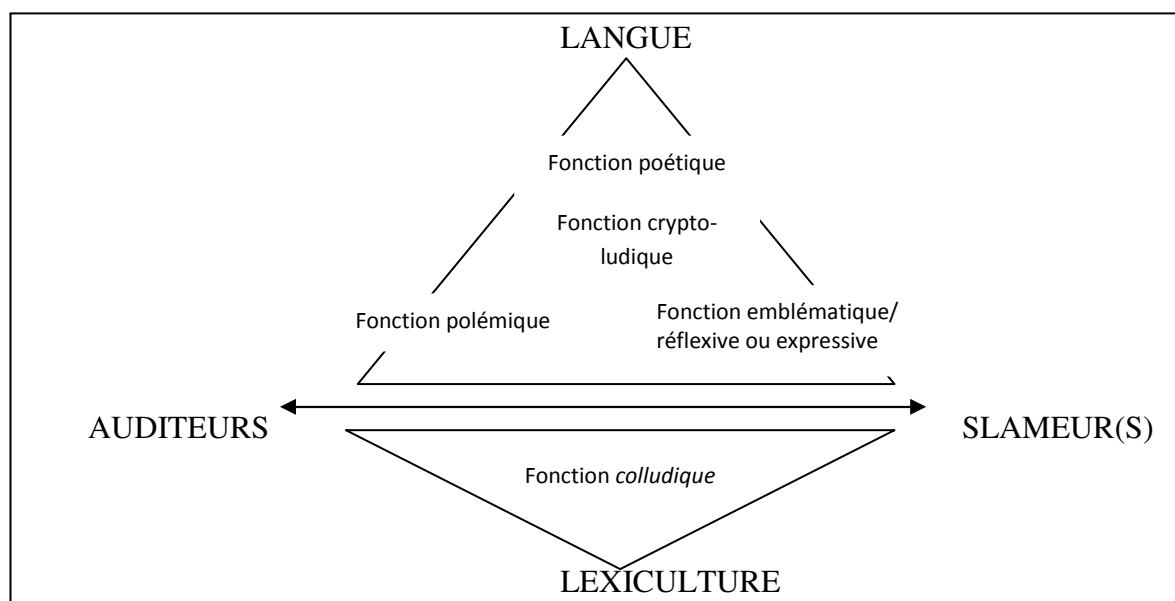 LANGUE
Fonction poétique
Fonction crypto-
ludique
Fonction polémique
Fonction emblématique/
réflexive ou expressive
AUDITEURS
SLAMEUR(S)
Fonction colludique
LEXICULTURE